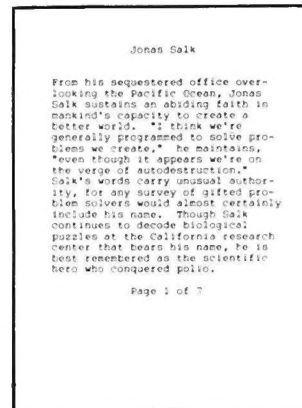 Jonas Salk
From his sequestered office over-
looking the Pacific Ocean, Jonas
Salk sustains an abiding faith in
mankind's capacity to create a
better world. "I think we're
generally programmed to solve pro-
blems we create," he maintains,
"even though it appears we're on
the verge of autodestruction."
Salk's words carry unusual author-
ity, for any survey of gifted pro-
blem solvers would almost certainly
include his name. Though Salk
continues to decode biological
puzzles at the California research
center that bears his name, he is
best remembered as the scientific
hero who conquered polio.
Page 1 of 7